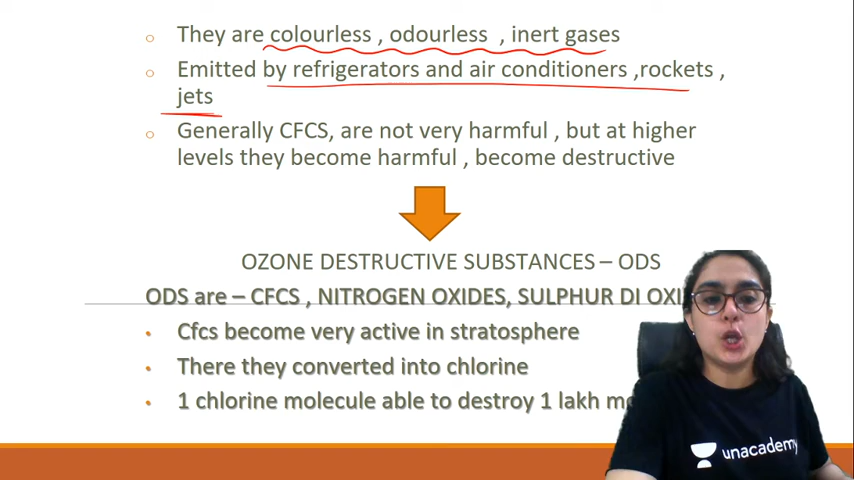 They are colourless , odourless , inert gases
Emitted by refrigerators and air conditioners ,rockets ,
jets
Generally CFCS, are not very harmful , but at higher
levels they become harmful , become destructive
OZONE DESTRUCTIVE SUBSTANCES – ODS
ODS are – CFCS , NITROGEN OXIDES, SULPHUR DI
Cfcs become very active in stratosphere
There they converted into chlorine
1 chlorine molecule able to destroy 1 lakh
unacademy